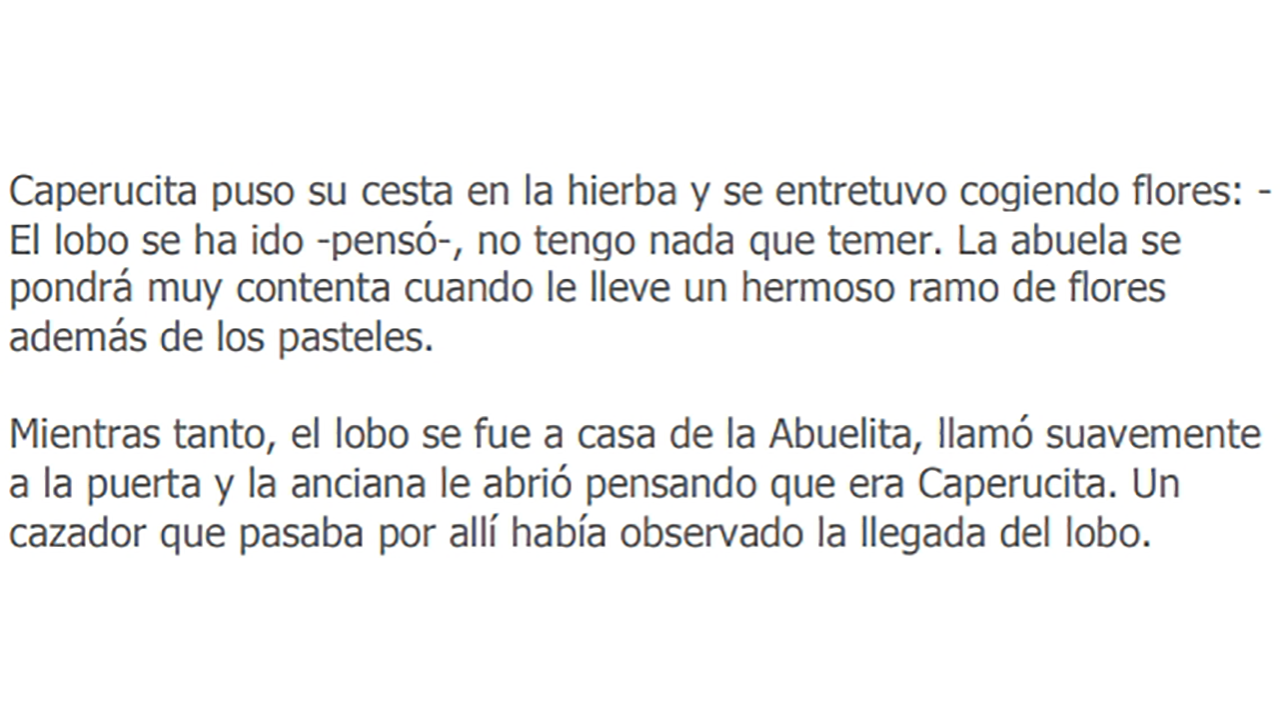 Caperucita puso su cesta en la hierba y se entretuvo cogiendo flores: -
El lobo se ha ido -pensó-, no tengo nada que temer. La abuela se
pondrá muy contenta cuando le lleve un hermoso ramo de flores
además de los pasteles.
Mientras tanto, el lobo se fue a casa de la Abuelita, llamó suavemente
a la puerta y la anciana le abrió pensando que era Caperucita. Un
cazador que pasaba por allí había observado la llegada del lobo.